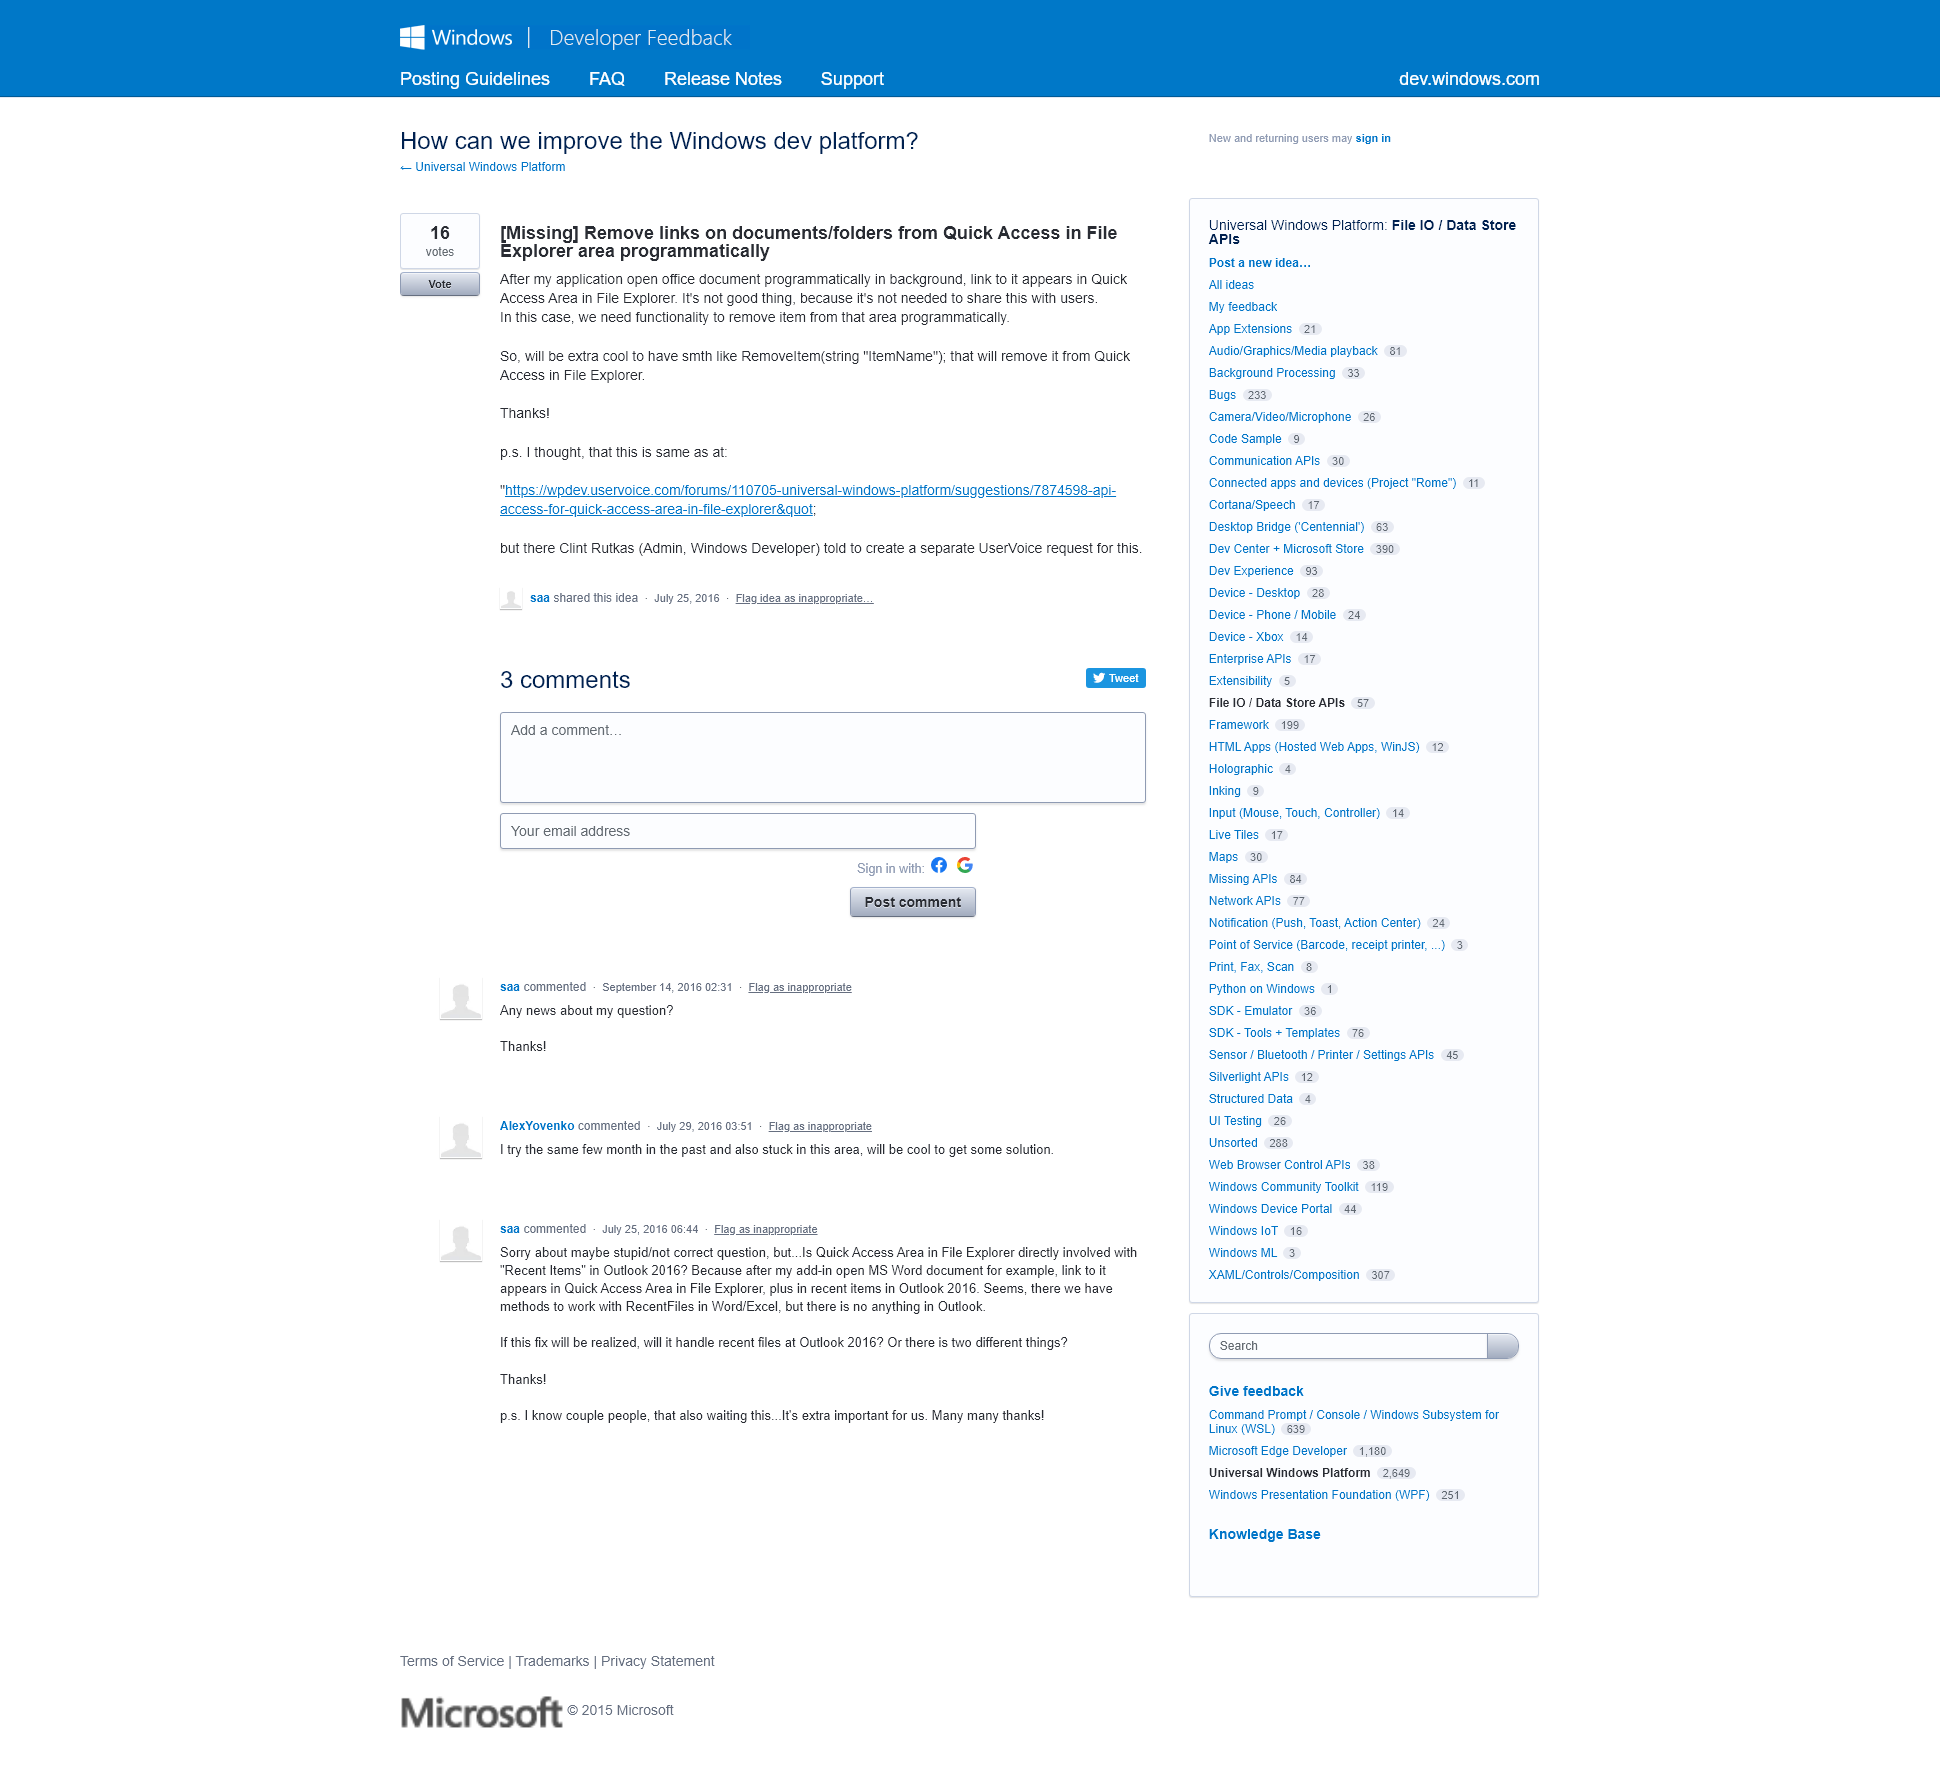 Windows | Developer Feedback
Posting Guidelines FAQ Release Notes Support dev.windows.com
How can we improve the Windows dev platform?
← Universal Windows Platform
New and returning users may sign in
16
votes
Vote
[Missing] Remove links on documents/folders from Quick Access in File
Explorer area programmatically
After my application open office document programmatically in background, link to it appears in Quick
Access Area in File Explorer. It's not good thing, because it's not needed to share this with users.
In this case, we need functionality to remove item from that area programmatically.
So, will be extra cool to have smth like RemoveItem(string "ItemName"); that will remove it from Quick
Access in File Explorer.
Thanks!
p.s. I thought, that this is same as at:
"https://wpdev.uservoice.com/forums/110705-universal-windows-platform/suggestions/7874598-api-
access-for-quick-access-area-in-file-explorer&quot;
but there Clint Rutkas (Admin, Windows Developer) told to create a separate UserVoice request for this.
saa shared this idea · July 25, 2016 · Flag idea as inappropriate…
3 comments
Tweet
Add a comment…
Your email address
Sign in with:
Post comment
saa commented · September 14, 2016 02:31 · Flag as inappropriate
Any news about my question?
Thanks!
AlexYovenko commented · July 29, 2016 03:51 · Flag as inappropriate
I try the same few month in the past and also stuck in this area, will be cool to get some solution.
saa commented · July 25, 2016 06:44 · Flag as inappropriate
Sorry about maybe stupid/not correct question, but...Is Quick Access Area in File Explorer directly involved with
"Recent Items" in Outlook 2016? Because after my add-in open MS Word document for example, link to it
appears in Quick Access Area in File Explorer, plus in recent items in Outlook 2016. Seems, there we have
methods to work with RecentFiles in Word/Excel, but there is no anything in Outlook.
If this fix will be realized, will it handle recent files at Outlook 2016? Or there is two different things?
Thanks!
p.s. I know couple people, that also waiting this...It's extra important for us. Many many thanks!
Universal Windows Platform: File IO / Data Store
APIs
Post a new idea…
All ideas
My feedback
App Extensions 21
Audio/Graphics/Media playback 81
Background Processing 33
Bugs 233
Camera/Video/Microphone 26
Code Sample 9
Communication APIs 30
Connected apps and devices (Project "Rome") 11
Cortana/Speech 17
Desktop Bridge ('Centennial') 63
Dev Center + Microsoft Store 390
Dev Experience 93
Device - Desktop 28
Device - Phone / Mobile 24
Device - Xbox 14
Enterprise APIs 17
Extensibility 5
File IO / Data Store APIs 57
Framework 199
HTML Apps (Hosted Web Apps, WinJS) 12
Holographic 4
Inking 9
Input (Mouse, Touch, Controller) 14
Live Tiles 17
Maps 30
Missing APIs 84
Network APIs 77
Notification (Push, Toast, Action Center) 24
Point of Service (Barcode, receipt printer, ...) 3
Print, Fax, Scan 8
Python on Windows 1
SDK - Emulator 36
SDK - Tools + Templates 76
Sensor / Bluetooth / Printer / Settings APIs 45
Silverlight APIs 12
Structured Data 4
UI Testing 26
Unsorted 288
Web Browser Control APIs 38
Windows Community Toolkit 119
Windows Device Portal 44
Windows IoT 16
Windows ML 3
XAML/Controls/Composition 307
Search
Give feedback
Command Prompt / Console / Windows Subsystem for
Linux (WSL) 639
Microsoft Edge Developer 1,180
Universal Windows Platform 2,649
Windows Presentation Foundation (WPF) 251
Knowledge Base
Terms of Service | Trademarks | Privacy Statement
Microsoft © 2015 Microsoft